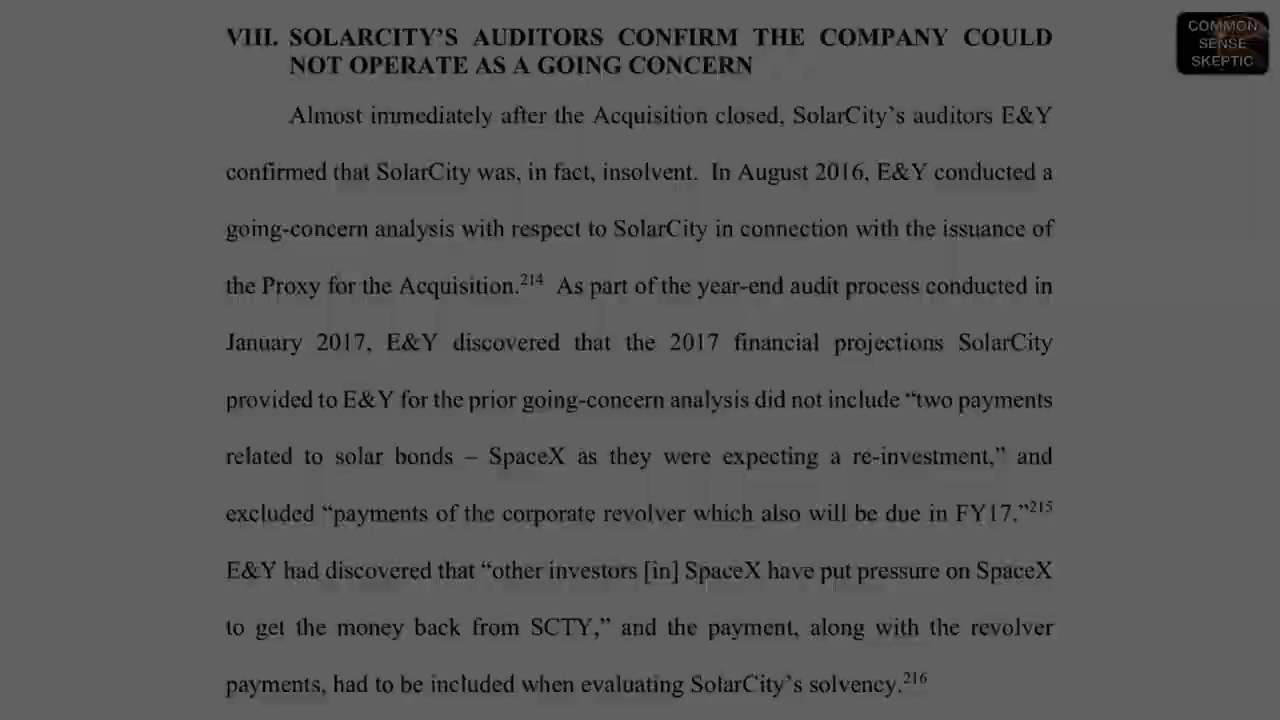 VIII. SOLARCITY’S AUDITORS CONFIRM THE COMPANY COULD
NOT OPERATE AS A GOING CONCERN
Almost immediately after the Acquisition closed, SolarCity’s auditors E&Y
confirmed that SolarCity was, in fact, insolvent. In August 2016, E&Y conducted a
going-concern analysis with respect to SolarCity in connection with the issuance of
the Proxy for the Acquisition.214 As part of the year-end audit process conducted in
January 2017, E&Y discovered that the 2017 financial projections SolarCity
provided to E&Y for the prior going-concern analysis did not include “two payments
related to solar bonds – SpaceX as they were expecting a re-investment,” and
excluded “payments of the corporate revolver which also will be due in FY17.”215
E&Y had discovered that “other investors [in] SpaceX have put pressure on SpaceX
to get the money back from SCTY,” and the payment, along with the revolver
payments, had to be included when evaluating SolarCity’s solvency.216
COMMON
SENSE
SKEPTIC